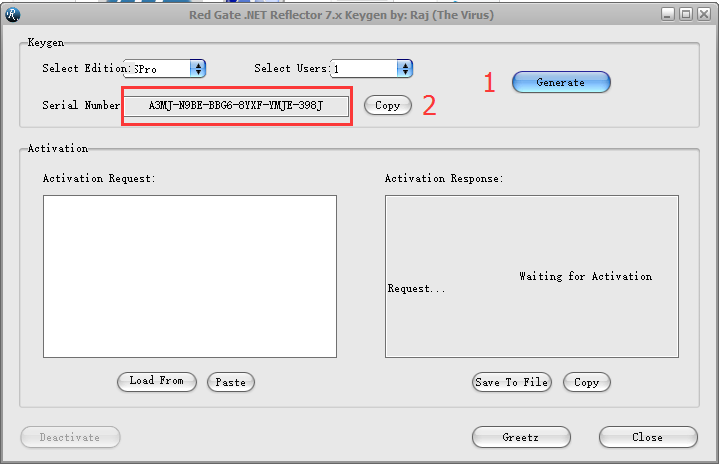 Red Gate .NET Reflector 7.x Keygen by: Raj (The Virus)
Keygen
Select Edition: SPro Select Users: 1
1 Generate
Serial Number A3MJ-N9BE-BBG6-8YXF-YMJE-398J Copy 2
Activation
Activation Request: Activation Response:
Waiting for Activation
Request...
Load From Paste Save To File Copy
Deactivate Greetz Close